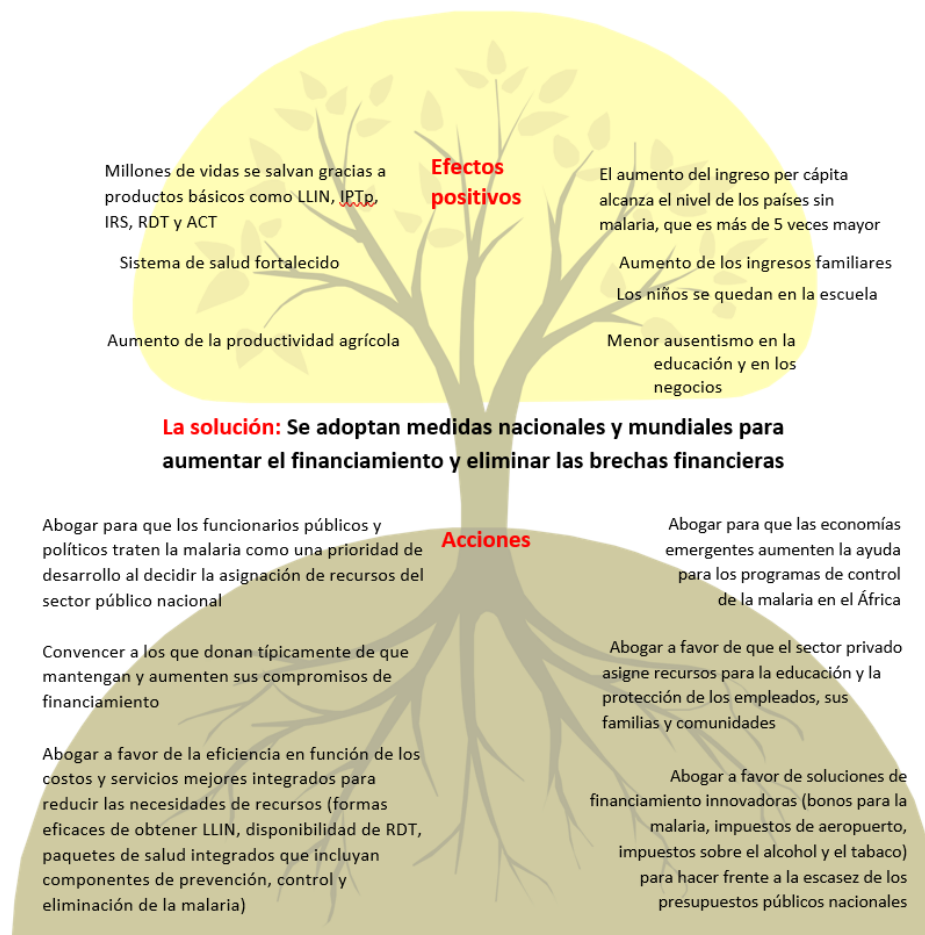 Efectos
positivos
Millones de vidas se salvan gracias a
productos básicos como LLIN, IPTp,
IRS, RDT y ACT
Sistema de salud fortalecido
Aumento de la productividad agrícola
El aumento del ingreso per cápita
alcanza el nivel de los países sin
malaria, que es más de 5 veces mayor
Aumento de los ingresos familiares
Los niños se quedan en la escuela
Menor ausentismo en la
educación y en los
negocios
La solución: Se adoptan medidas nacionales y mundiales para
aumentar el financiamiento y eliminar las brechas financieras
Acciones
Abogar para que los funcionarios públicos y
políticos traten la malaria como una prioridad de
desarrollo al decidir la asignación de recursos del
sector público nacional
Convencer a los que donan típicamente de que
mantengan y aumenten sus compromisos de
financiamiento
Abogar a favor de la eficiencia en función de los
costos y servicios mejores integrados para
reducir las necesidades de recursos (formas
eficaces de obtener LLIN, disponibilidad de RDT,
paquetes de salud integrados que incluyan
componentes de prevención, control y
eliminación de la malaria)
Abogar para que las economías
emergentes aumenten la ayuda
para los programas de control
de la malaria en el África
Abogar a favor de que el sector privado
asigne recursos para la educación y la
protección de los empleados, sus
familias y comunidades
Abogar a favor de soluciones de
financiamiento innovadoras (bonos para la
malaria, impuestos de aeropuerto,
impuestos sobre el alcohol y el tabaco)
para hacer frente a la escasez de los
presupuestos públicos nacionales